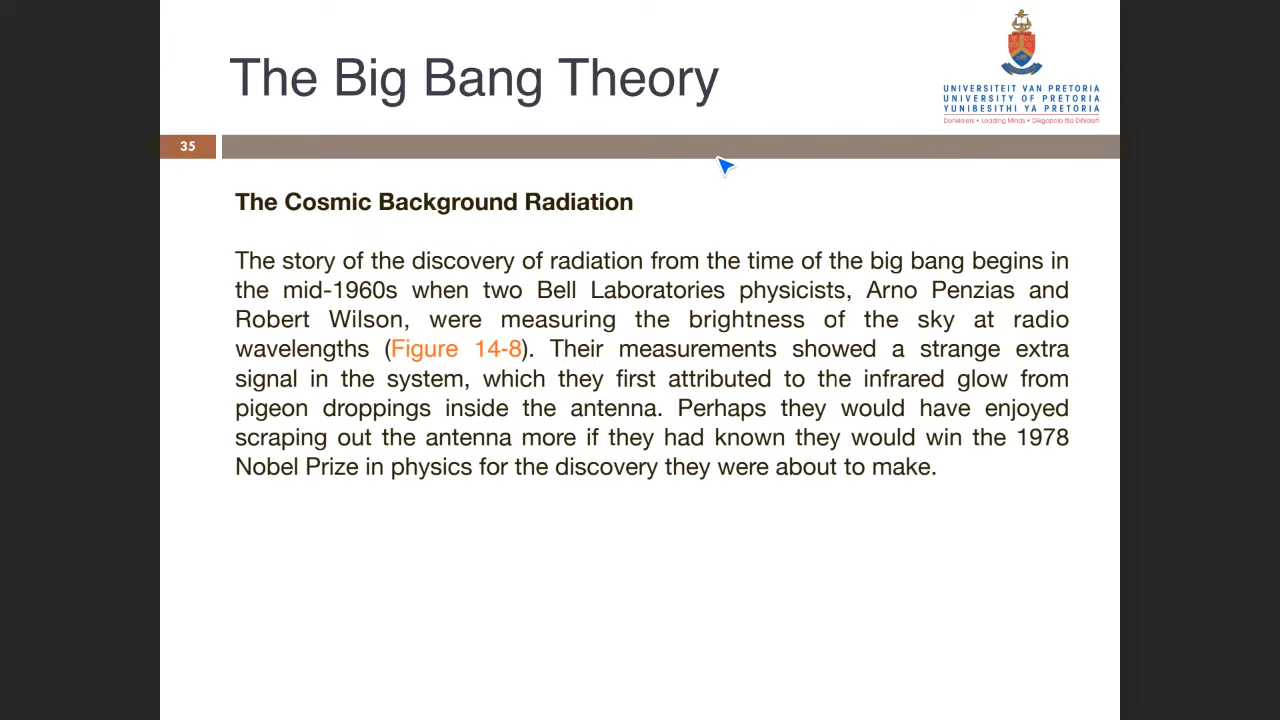 The Big Bang Theory
UNIVERSITEIT VAN PRETORIA
UNIVERSITY OF PRETORIA
YUNIBESITHI YA PRETORIA
Denkleiers • Leading Minds • Dikgopolo tša Dihlalefi
35
The Cosmic Background Radiation
The story of the discovery of radiation from the time of the big bang begins in
the mid-1960s when two Bell Laboratories physicists, Arno Penzias and
Robert Wilson, were measuring the brightness of the sky at radio
wavelengths (Figure 14-8). Their measurements showed a strange extra
signal in the system, which they first attributed to the infrared glow from
pigeon droppings inside the antenna. Perhaps they would have enjoyed
scraping out the antenna more if they had known they would win the 1978
Nobel Prize in physics for the discovery they were about to make.